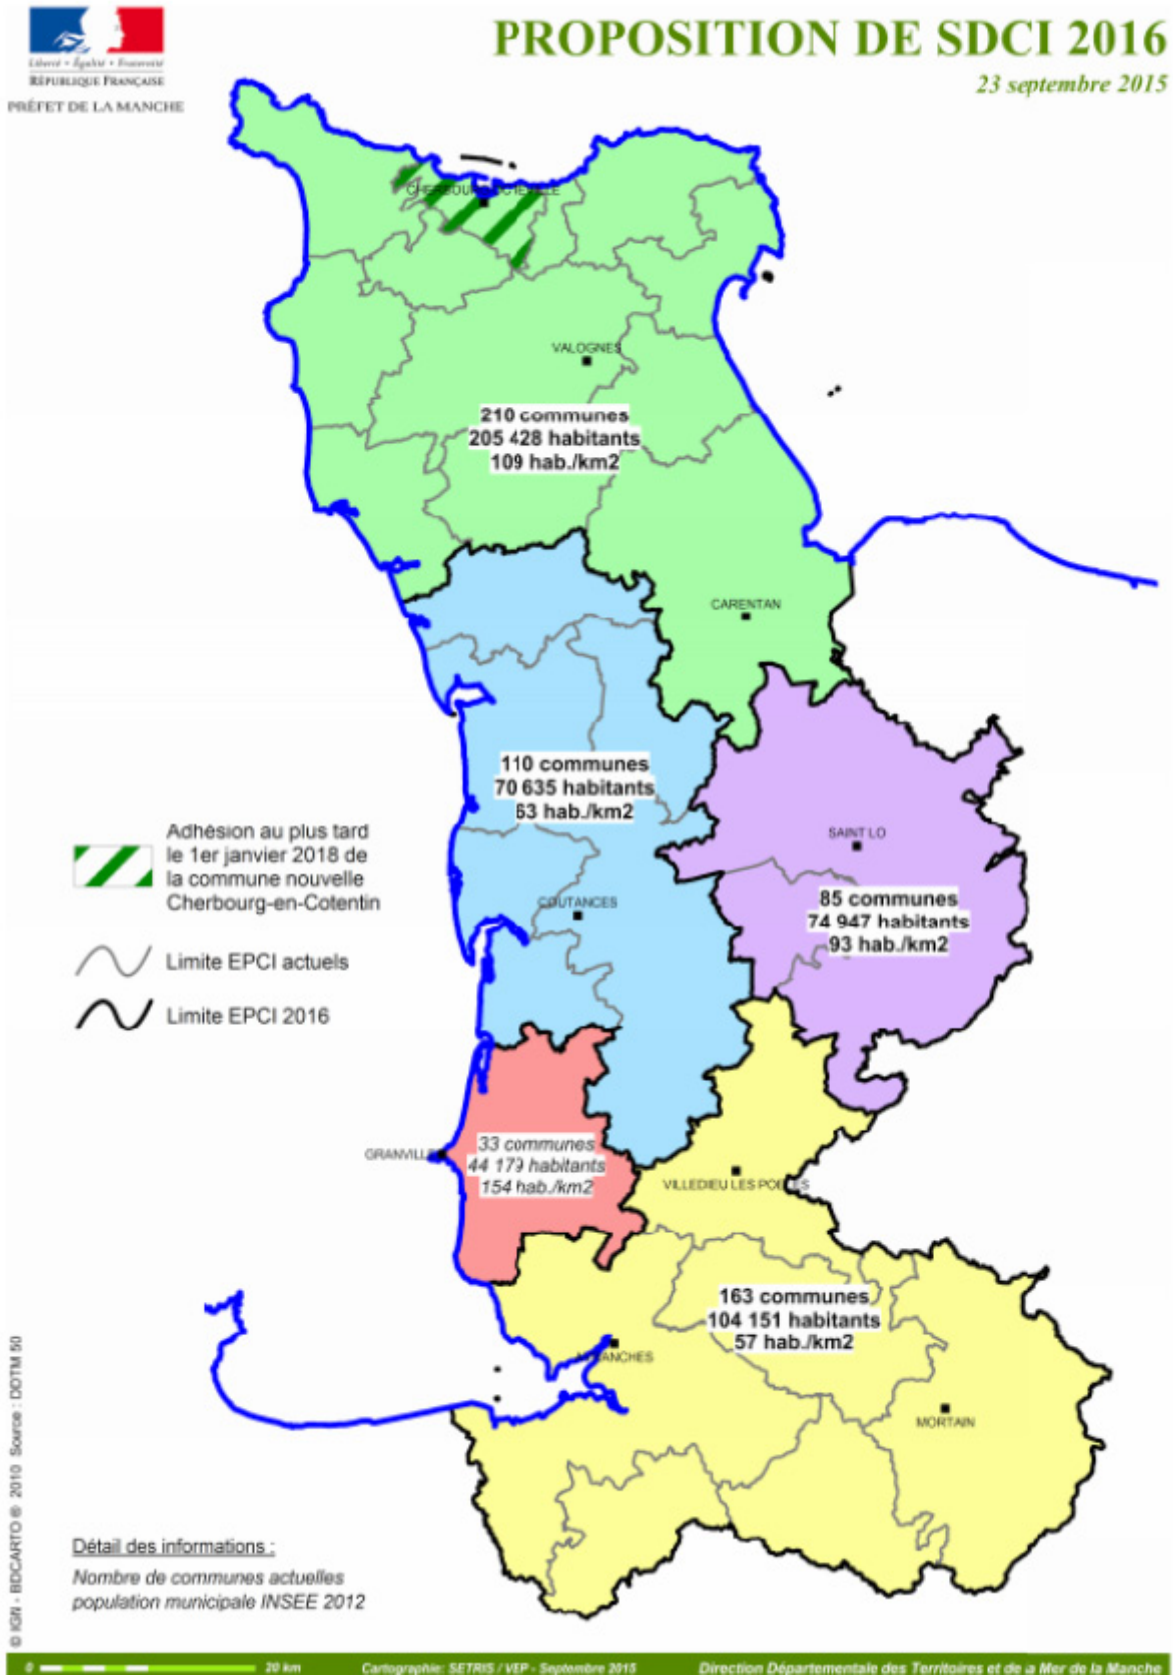 PROPOSITION DE SDCI 2016
23 septembre 2015
Liberté • Égalité • Fraternité
RÉPUBLIQUE FRANÇAISE
PRÉFET DE LA MANCHE
VALOGNES
210 communes
205 428 habitants
109 hab./km2
CARENTAN
110 communes
70 635 habitants
63 hab./km2
SAINT LO
85 communes
74 947 habitants
93 hab./km2
COUTANCES
Adhésion au plus tard
le 1er janvier 2018 de
la commune nouvelle
Cherbourg-en-Cotentin
Limite EPCI actuels
Limite EPCI 2016
GRANVILLE
33 communes
44 179 habitants
154 hab./km2
VILLEDIEU LES
163 communes
104 151 habitants
57 hab./km2
MORTAIN
Détail des informations :
Nombre de communes actuelles
population municipale INSEE 2012
© IGN - BDCARTO ® 2010 Source : DDTM 50
0 20 km
Cartographie: SETRIS / VEP - Septembre 2015
Direction Départementale des Territoires et de a Mer de la Manche